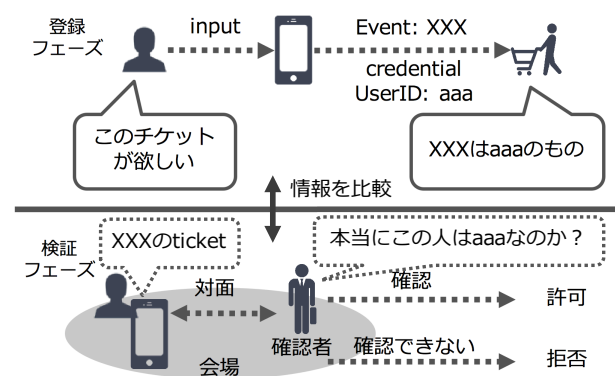 登録
フェーズ
input
Event: XXX
credential
UserID: aaa
このチケット
が欲しい
XXXはaaaのもの
情報を比較
検証
フェーズ
XXXのticket
本当にこの人はaaaなのか？
対面
確認
許可
会場
確認者
確認できない
拒否